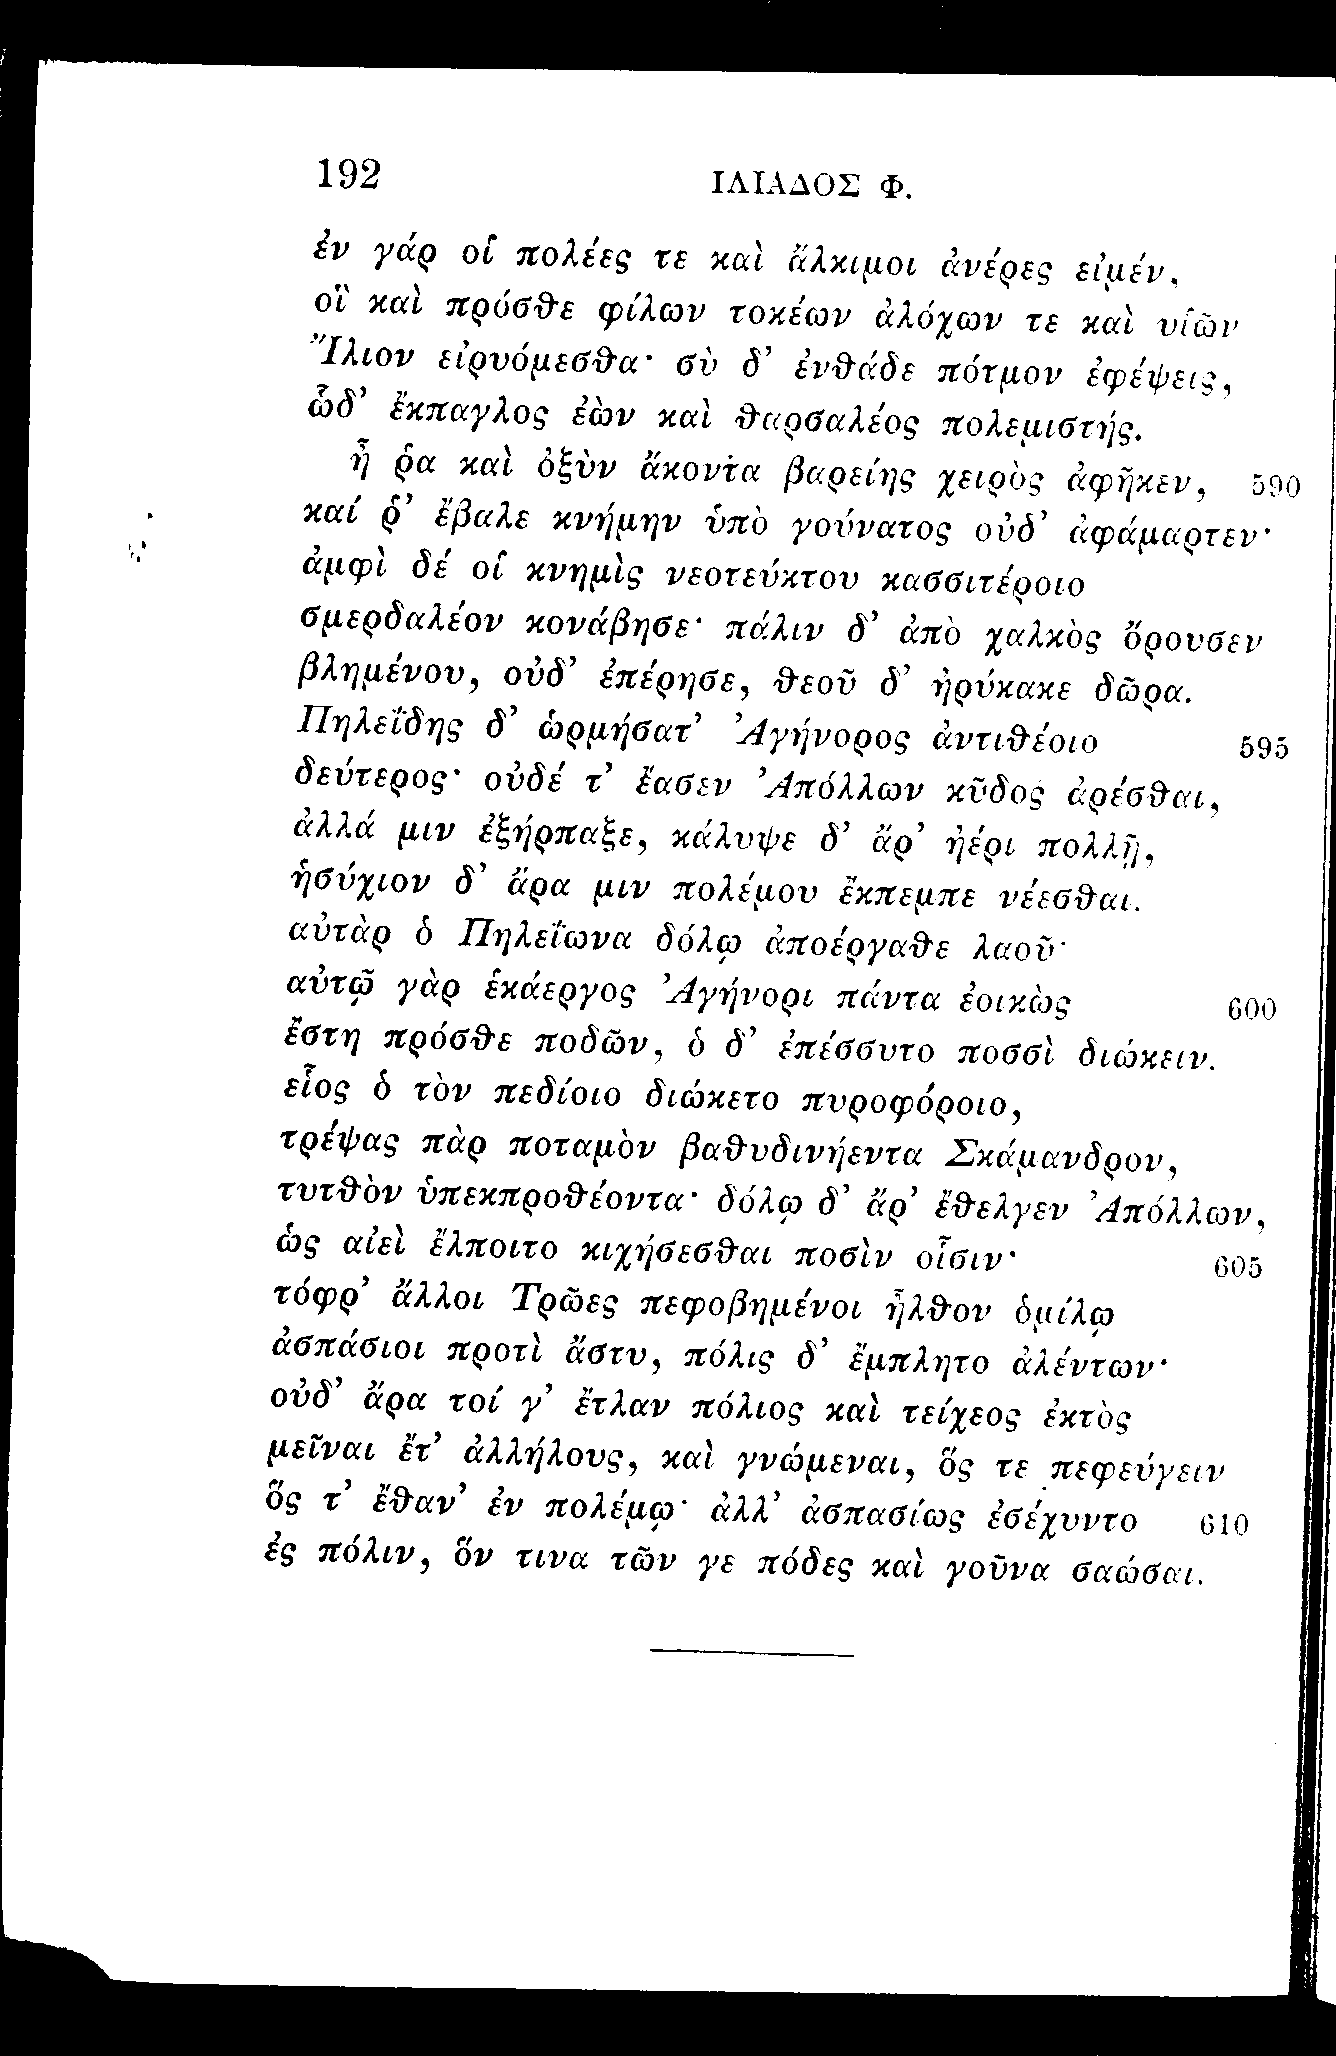 192 ΙΛΙΑΔΟΣ Φ.
ἐν γάρ οἱ πολέες τε καὶ ἄλκιμοι ἀνέρες εἰμέν,
οἳ καὶ πρόσθε φίλων τοκέων ἀλόχων τε καὶ υἱῶν
Ἴλιον εἰρυόμεσθα· σὺ δ’ ἐνθάδε πότμον ἐφέψεις,
ὧδ’ ἔκπαγλος ἐὼν καὶ θαρσαλέος πολεμιστής.
ἦ ῥα καὶ ὀξὺν ἄκοντα βαρείης χειρὸς ἀφῆκεν, 590
καί ῥ’ ἔβαλε κνήμην ὑπὸ γούνατος οὐδ’ ἀφάμαρτεν·
ἀμφὶ δέ οἱ κνημὶς νεοτεύκτου κασσιτέροιο
σμερδαλέον κονάβησε· πάλιν δ’ ἀπὸ χαλκὸς ὄρουσεν
βλημένου, οὐδ’ ἐπέρησε, θεοῦ δ’ ἠρύκακε δῶρα.
Πηλεΐδης δ’ ὡρμήσατ’ Ἀγήνορος ἀντιθέοιο 595
δεύτερος· οὐδέ τ’ ἔασεν Ἀπόλλων κῦδος ἀρέσθαι,
ἀλλά μιν ἐξήρπαξε, κάλυψε δ’ ἄρ’ ἠέρι πολλῇ,
ἡσύχιον δ’ ἄρα μιν πολέμου ἔκπεμπε νέεσθαι.
αὐτὰρ ὁ Πηλεΐωνα δόλῳ ἀποέργαθε λαοῦ·
αὐτῷ γὰρ ἑκάεργος Ἀγήνορι πάντα ἐοικὼς 600
ἔστη πρόσθε ποδῶν, ὁ δ’ ἐπέσσυτο ποσσὶ διώκειν.
εἷος ὁ τὸν πεδίοιο διώκετο πυροφόροιο,
τρέψας πὰρ ποταμὸν βαθυδινήεντα Σκάμανδρον,
τυτθὸν ὑπεκπροθέοντα· δόλῳ δ’ ἄρ’ ἔθελγεν Ἀπόλλων,
ὡς αἰεὶ ἔλποιτο κιχήσεσθαι ποσὶν οἷσιν· 605
τόφρ’ ἄλλοι Τρῶες πεφοβημένοι ἦλθον ὁμίλῳ
ἀσπάσιοι προτὶ ἄστυ, πόλις δ’ ἔμπλητο ἀλέντων·
οὐδ’ ἄρα τοί γ’ ἔτλαν πόλιος καὶ τείχεος ἐκτὸς
μεῖναι ἔτ’ ἀλλήλους, καὶ γνώμεναι, ὅς τε πεφεύγειν
ὅς τ’ ἔθαν’ ἐν πολέμῳ· ἀλλ’ ἀσπασίως ἐσέχυντο 610
ἐς πόλιν, ὅν τινα τῶν γε πόδες καὶ γοῦνα σαώσαι.